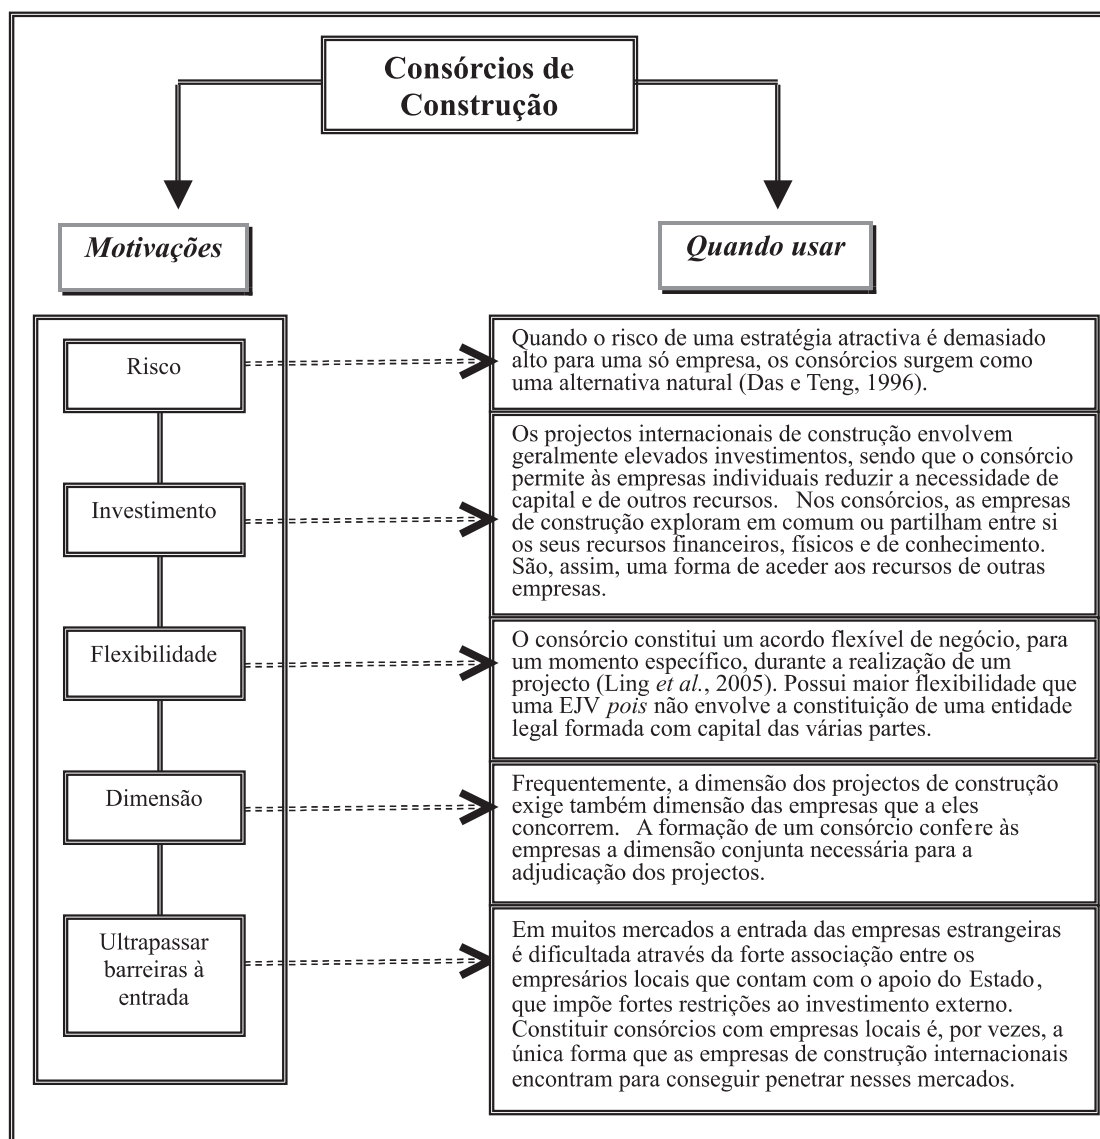 Consórcios de
Construção
Motivações
Quando usar
Risco
Quando o risco de uma estratégia atractiva é demasiado
alto para uma só empresa, os consórcios surgem como
uma alternativa natural (Das e Teng, 1996).
Investimento
Os projectos internacionais de construção envolvem
geralmente elevados investimentos, sendo que o consórcio
permite às empresas individuais reduzir a necessidade de
capital e de outros recursos. Nos consórcios, as empresas
de construção exploram em comum ou partilham entre si
os seus recursos financeiros, físicos e de conhecimento.
São, assim, uma forma de aceder aos recursos de outras
empresas.
Flexibilidade
O consórcio constitui um acordo flexível de negócio, para
um momento específico, durante a realização de um
projecto (Ling et al., 2005). Possui maior flexibilidade que
uma EJV pois não envolve a constituição de uma entidade
legal formada com capital das várias partes.
Dimensão
Frequentemente, a dimensão dos projectos de construção
exige também dimensão das empresas que a eles
concorrem. A formação de um consórcio confere às
empresas a dimensão conjunta necessária para a
adjudicação dos projectos.
Ultrapassar
barreiras à
entrada
Em muitos mercados a entrada das empresas estrangeiras
é dificultada através da forte associação entre os
empresários locais que contam com o apoio do Estado,
que impõe fortes restrições ao investimento externo.
Constituir consórcios com empresas locais é, por vezes, a
única forma que as empresas de construção internacionais
encontram para conseguir penetrar nesses mercados.